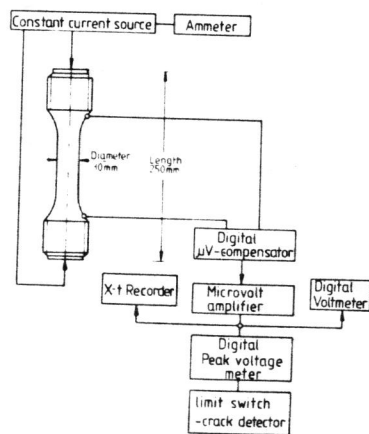 Constant current source
Ammeter
Diameter
30mm
Length
250mm
Digital
µV-compensator
X-t Recorder
Microvolt
amplifier
Digital
Voltmeter
Digital
Peak voltage
meter
limit switch
-crack detector